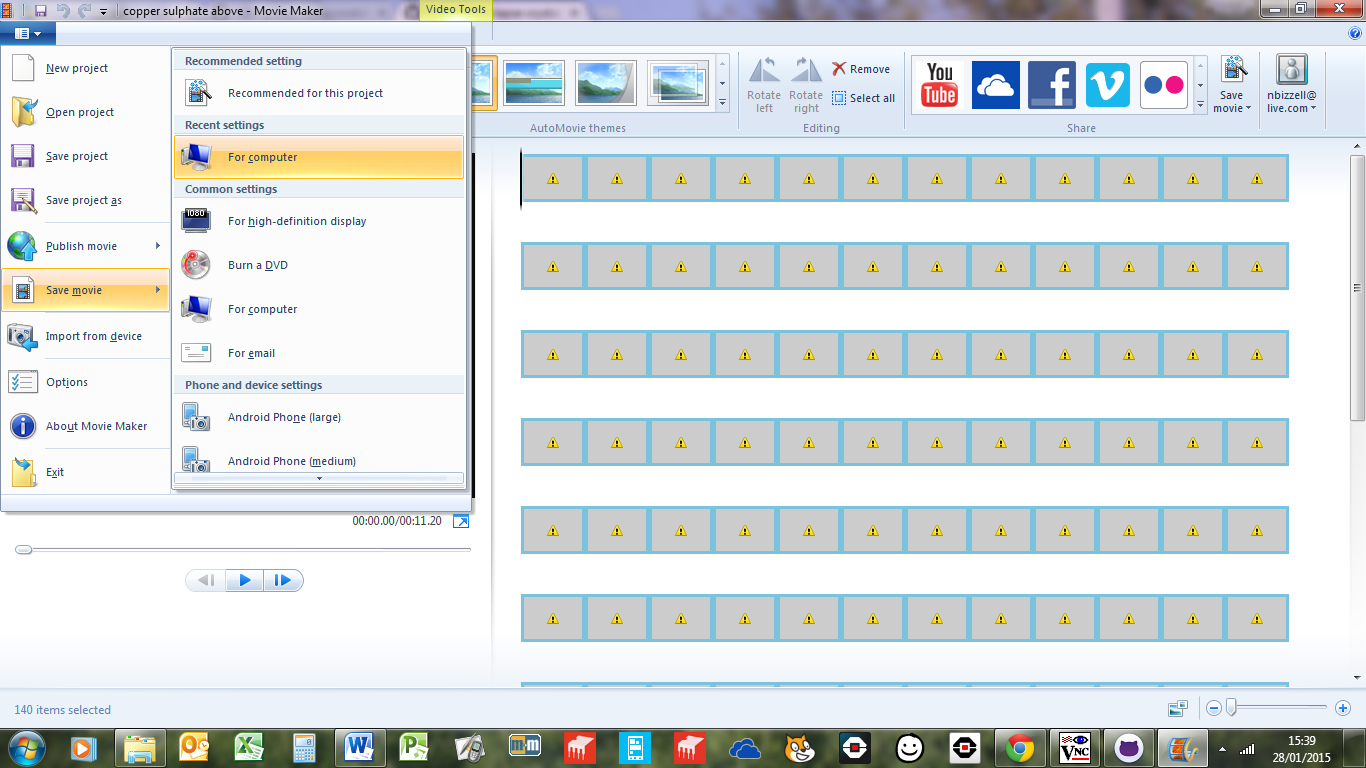 copper sulphate above - Movie Maker
Video Tools
New project
Open project
Save project
Save project as
Publish movie
Save movie
Import from device
Options
About Movie Maker
Exit
Recommended setting
Recommended for this project
Recent settings
For computer
Common settings
For high-definition display
1080
Burn a DVD
For computer
For email
Phone and device settings
Android Phone (large)
Android Phone (medium)
AutoMovie themes
Rotate left
Rotate right
Remove
Select all
Editing
You
Tube
Share
Save movie
nbizzell@
live.com
00:00.00/00:11.20
140 items selected
VNC
15:39
28/01/2015